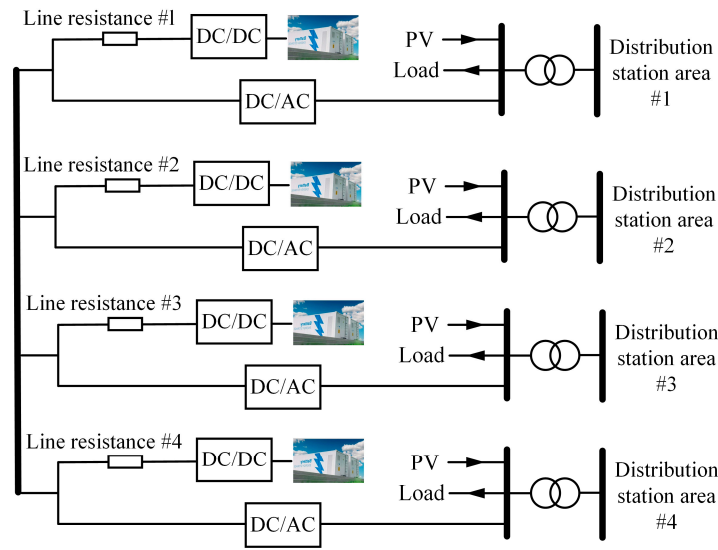 Line resistance #1
DC/DC
DC/AC
PV
Load
Distribution
station area
#1
Line resistance #2
DC/DC
DC/AC
PV
Load
Distribution
station area
#2
Line resistance #3
DC/DC
DC/AC
PV
Load
Distribution
station area
#3
Line resistance #4
DC/DC
DC/AC
PV
Load
Distribution
station area
#4